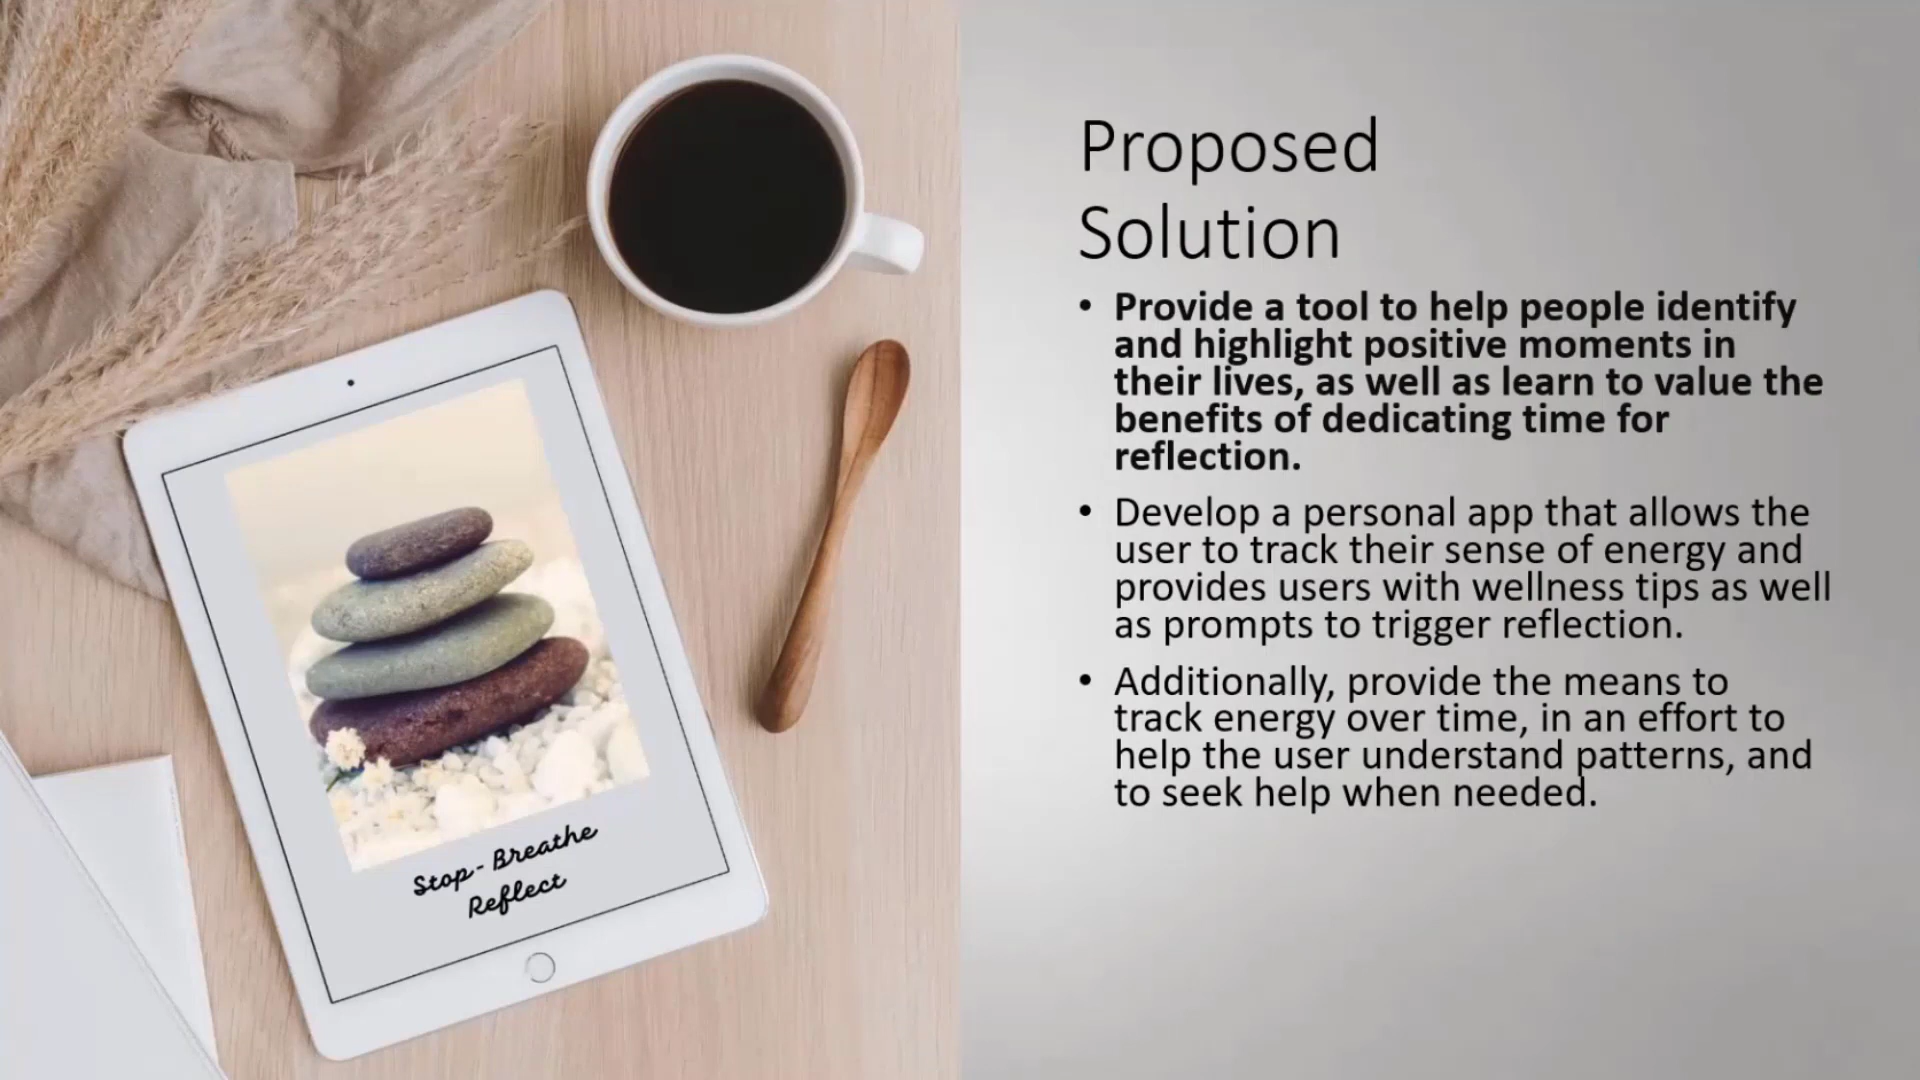 Proposed
Solution
• Provide a tool to help people identify
and highlight positive moments in
their lives, as well as learn to value the
benefits of dedicating time for
reflection.
• Develop a personal app that allows the
user to track their sense of energy and
provides users with wellness tips as well
as prompts to trigger reflection.
• Additionally, provide the means to
track energy over time, in an effort to
help the user understand patterns, and
to seek help when needed.
Stop - Breathe
Reflect